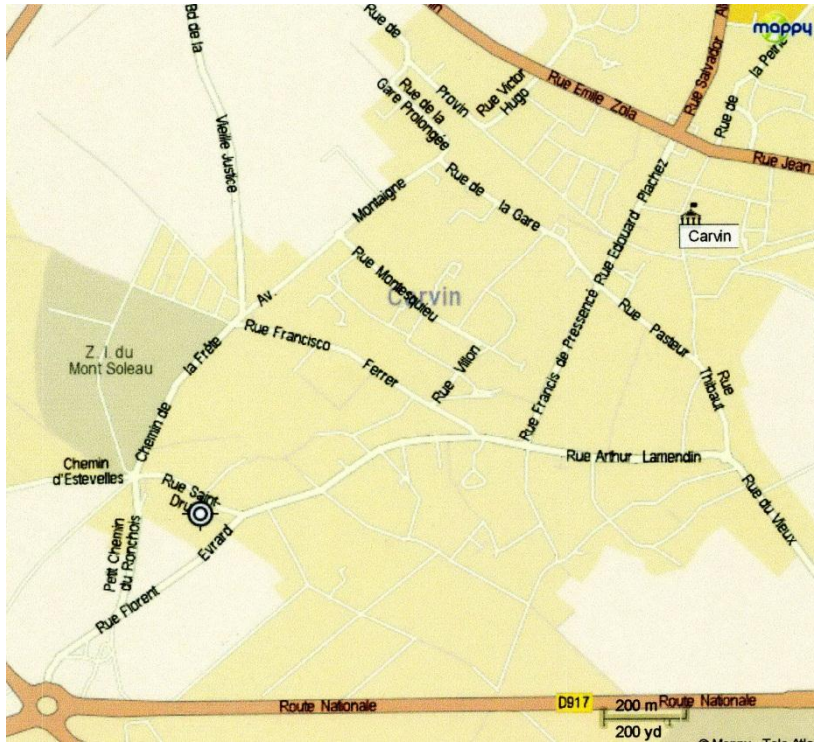 mappy
Bd de la
Vieille Justice
Rue de
Provin
Rue de la
Gare Prolongée
Rue Victor
Hugo
Rue Emile Zola
Rue Salvador
Rue de
la
Rue Jean
Montaigne
Av.
Rue de la Gare
Rue Edouard Plachez
Carvin
Rue Montesquieu
Carvin
Rue Francis de Pressencé
Rue Pasteur
Rue
Thibaut
Rue Francisco
Ferrer
Rue Villon
Z. I. du
Mont Soleau
Chemin de
la Frête
Chemin
d'Estevelles
Rue Saint-
Petit Chemin
du Ronchois
Rue Florent
Evrard
Rue Arthur Lamendin
Rue du Vieux
Route Nationale
D917
200 m
Route Nationale
200 yd